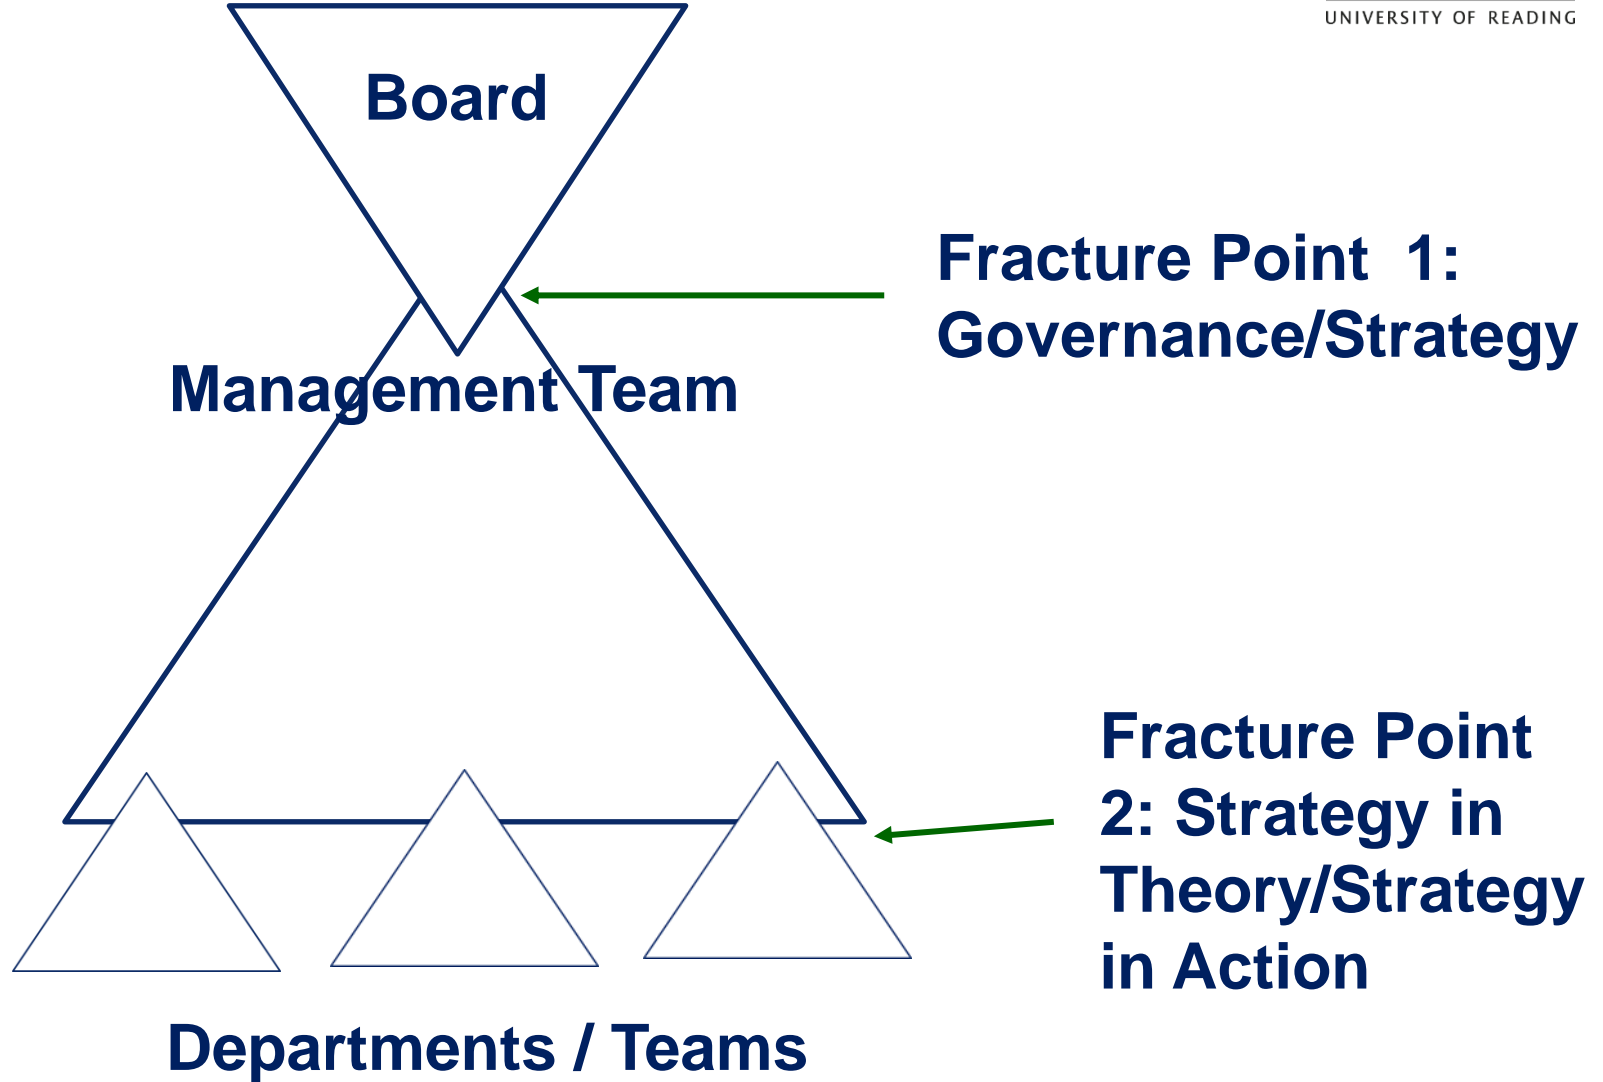 UNIVERSITY OF READING
Board
Fracture Point 1:
Governance/Strategy
Management Team
Fracture Point
2: Strategy in
Theory/Strategy
in Action
Departments / Teams